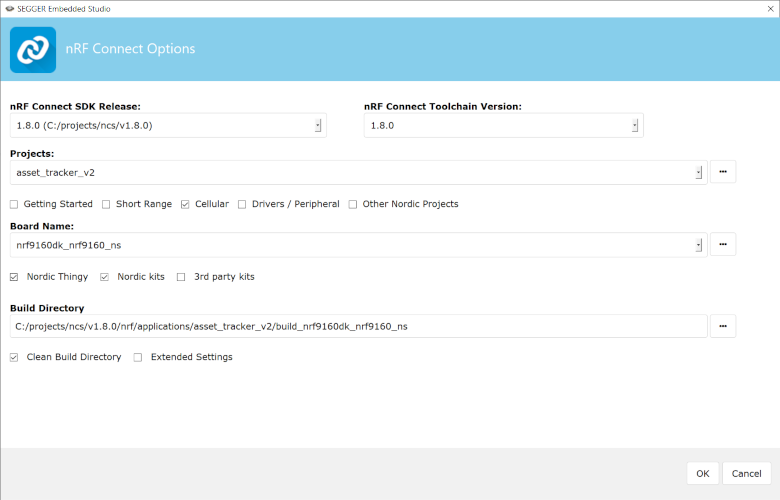 SEGGER Embedded Studio
nRF Connect Options
nRF Connect SDK Release: nRF Connect Toolchain Version:
1.8.0 (C:/projects/ncs/v1.8.0) 1.8.0
Projects:
asset_tracker_v2 •••
Getting Started Short Range Cellular Drivers / Peripheral Other Nordic Projects
Board Name:
nrf9160dk_nrf9160_ns •••
Nordic Thingy Nordic kits 3rd party kits
Build Directory
C:/projects/ncs/v1.8.0/nrf/applications/asset_tracker_v2/build_nrf9160dk_nrf9160_ns •••
Clean Build Directory Extended Settings
OK Cancel